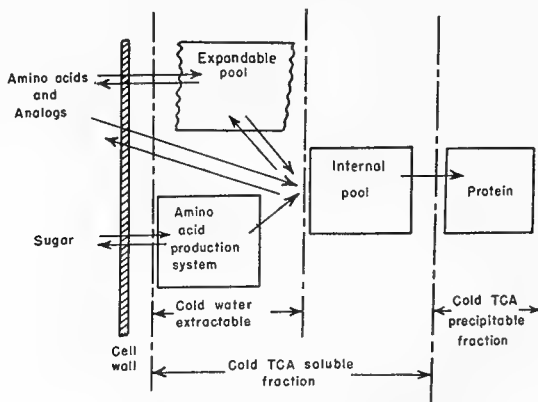 Expandable
pool
Amino acids
and
Analogs
Internal
pool
Protein
Amino
acid
production
system
Sugar
Cold water
extractable
Cold TCA
precipitable
fraction
Cell
wall
Cold TCA soluble
fraction